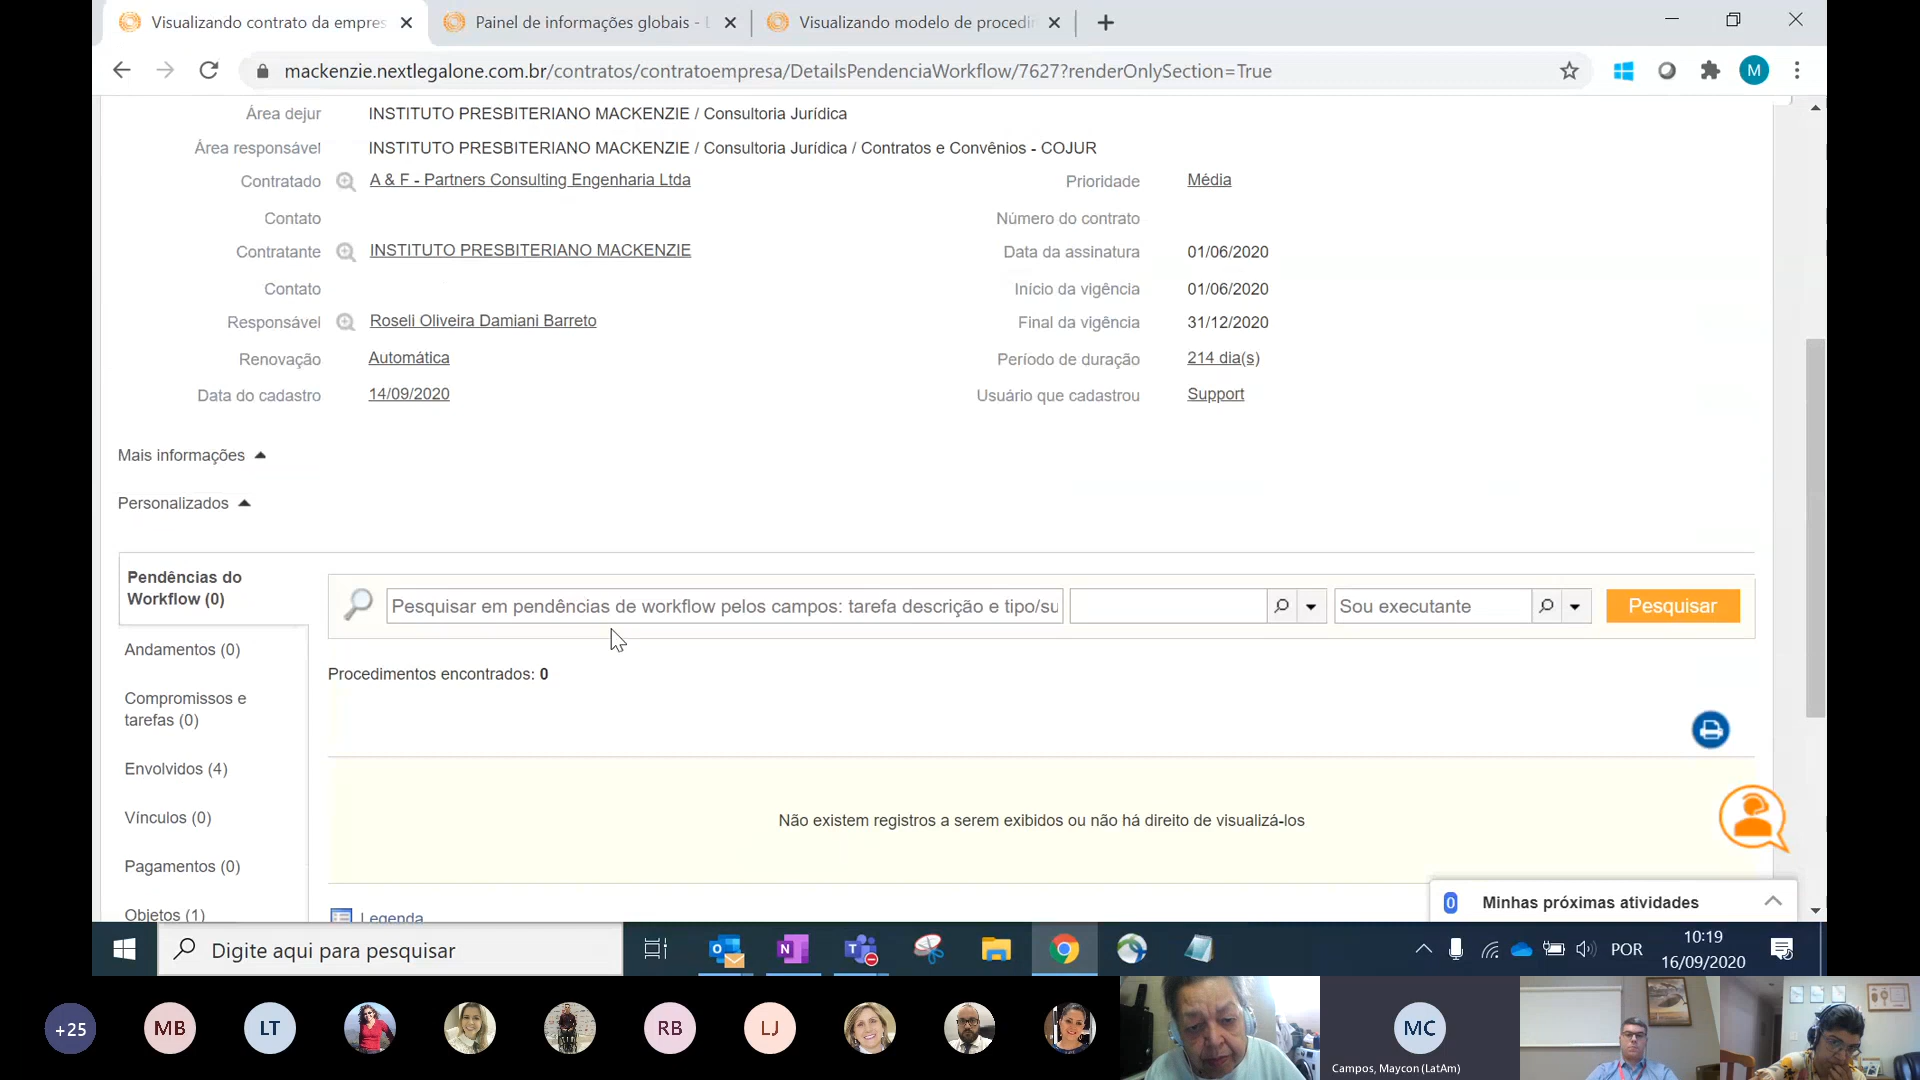 Visualizando contrato da empres
Painel de informações globais - L
Visualizando modelo de procedin
mackenzie.nextlegalone.com.br/contratos/contratoempresa/DetailsPendenciaWorkflow/7627?renderOnlySection=True
M
Área dejur INSTITUTO PRESBITERIANO MACKENZIE / Consultoria Jurídica
Área responsável INSTITUTO PRESBITERIANO MACKENZIE / Consultoria Jurídica / Contratos e Convênios - COJUR
Contratado A & F - Partners Consulting Engenharia Ltda Prioridade Média
Contato Número do contrato
Contratante INSTITUTO PRESBITERIANO MACKENZIE Data da assinatura 01/06/2020
Contato Início da vigência 01/06/2020
Responsável Roseli Oliveira Damiani Barreto Final da vigência 31/12/2020
Renovação Automática Período de duração 214 dia(s)
Data do cadastro 14/09/2020 Usuário que cadastrou Support
Mais informações
Personalizados
Pendências do
Workflow (0)
Andamentos (0)
Compromissos e
tarefas (0)
Envolvidos (4)
Vínculos (0)
Pagamentos (0)
Objetos (1)
Pesquisar em pendências de workflow pelos campos: tarefa descrição e tipo/su
Sou executante
Pesquisar
Procedimentos encontrados: 0
Não existem registros a serem exibidos ou não há direito de visualizá-los
Legenda
0 Minhas próximas atividades
Digite aqui para pesquisar
POR
10:19
16/09/2020
+25
MB
LT
RB
LJ
MC
Campos, Maycon (LatAm)